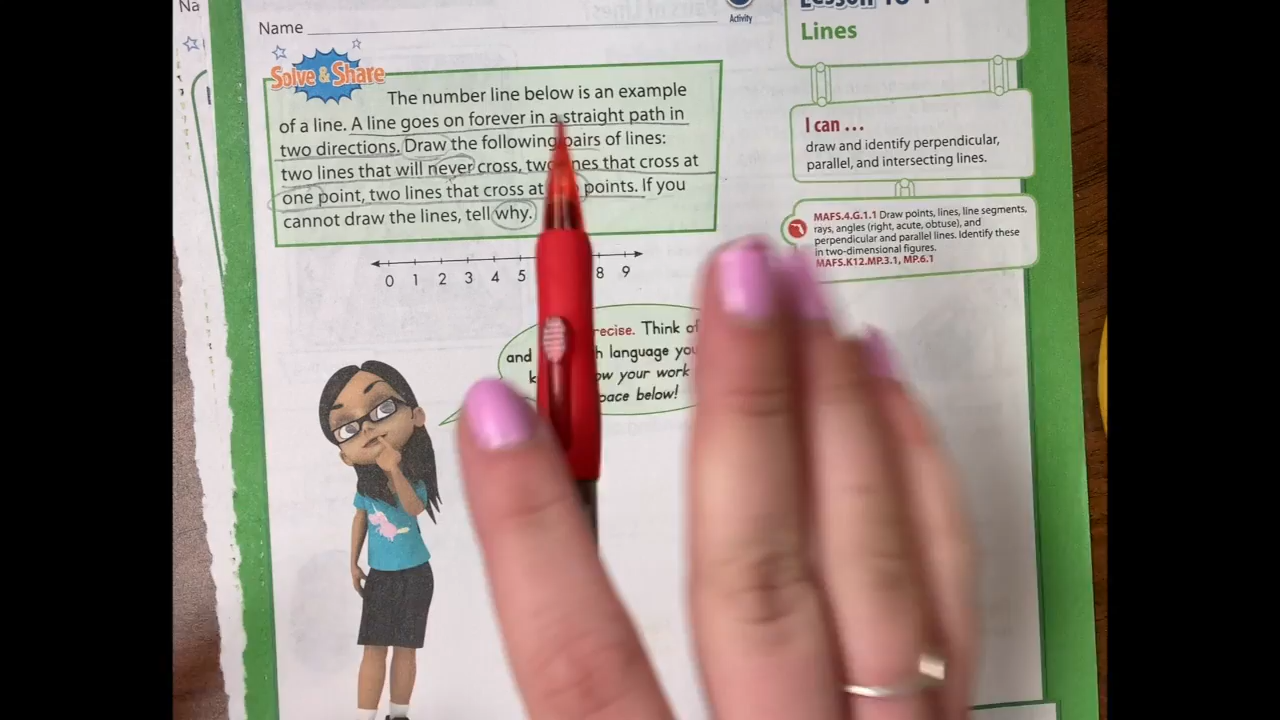 Na
Name
Activity
Lines
Solve & Share
The number line below is an example
of a line. A line goes on forever in a straight path in
two directions. Draw the following pairs of lines:
two lines that will never cross, two lines that cross at
one point, two lines that cross at points. If you
cannot draw the lines, tell why.
I can ...
draw and identify perpendicular,
parallel, and intersecting lines.
MAFS.4.G.1.1 Draw points, lines, line segments,
rays, angles (right, acute, obtuse), and
perpendicular and parallel lines. Identify these
in two-dimensional figures.
MAFS.K12.MP.3.1, MP.6.1
0 1 2 3 4 5 8 9
Think of
and language you
your work
below!